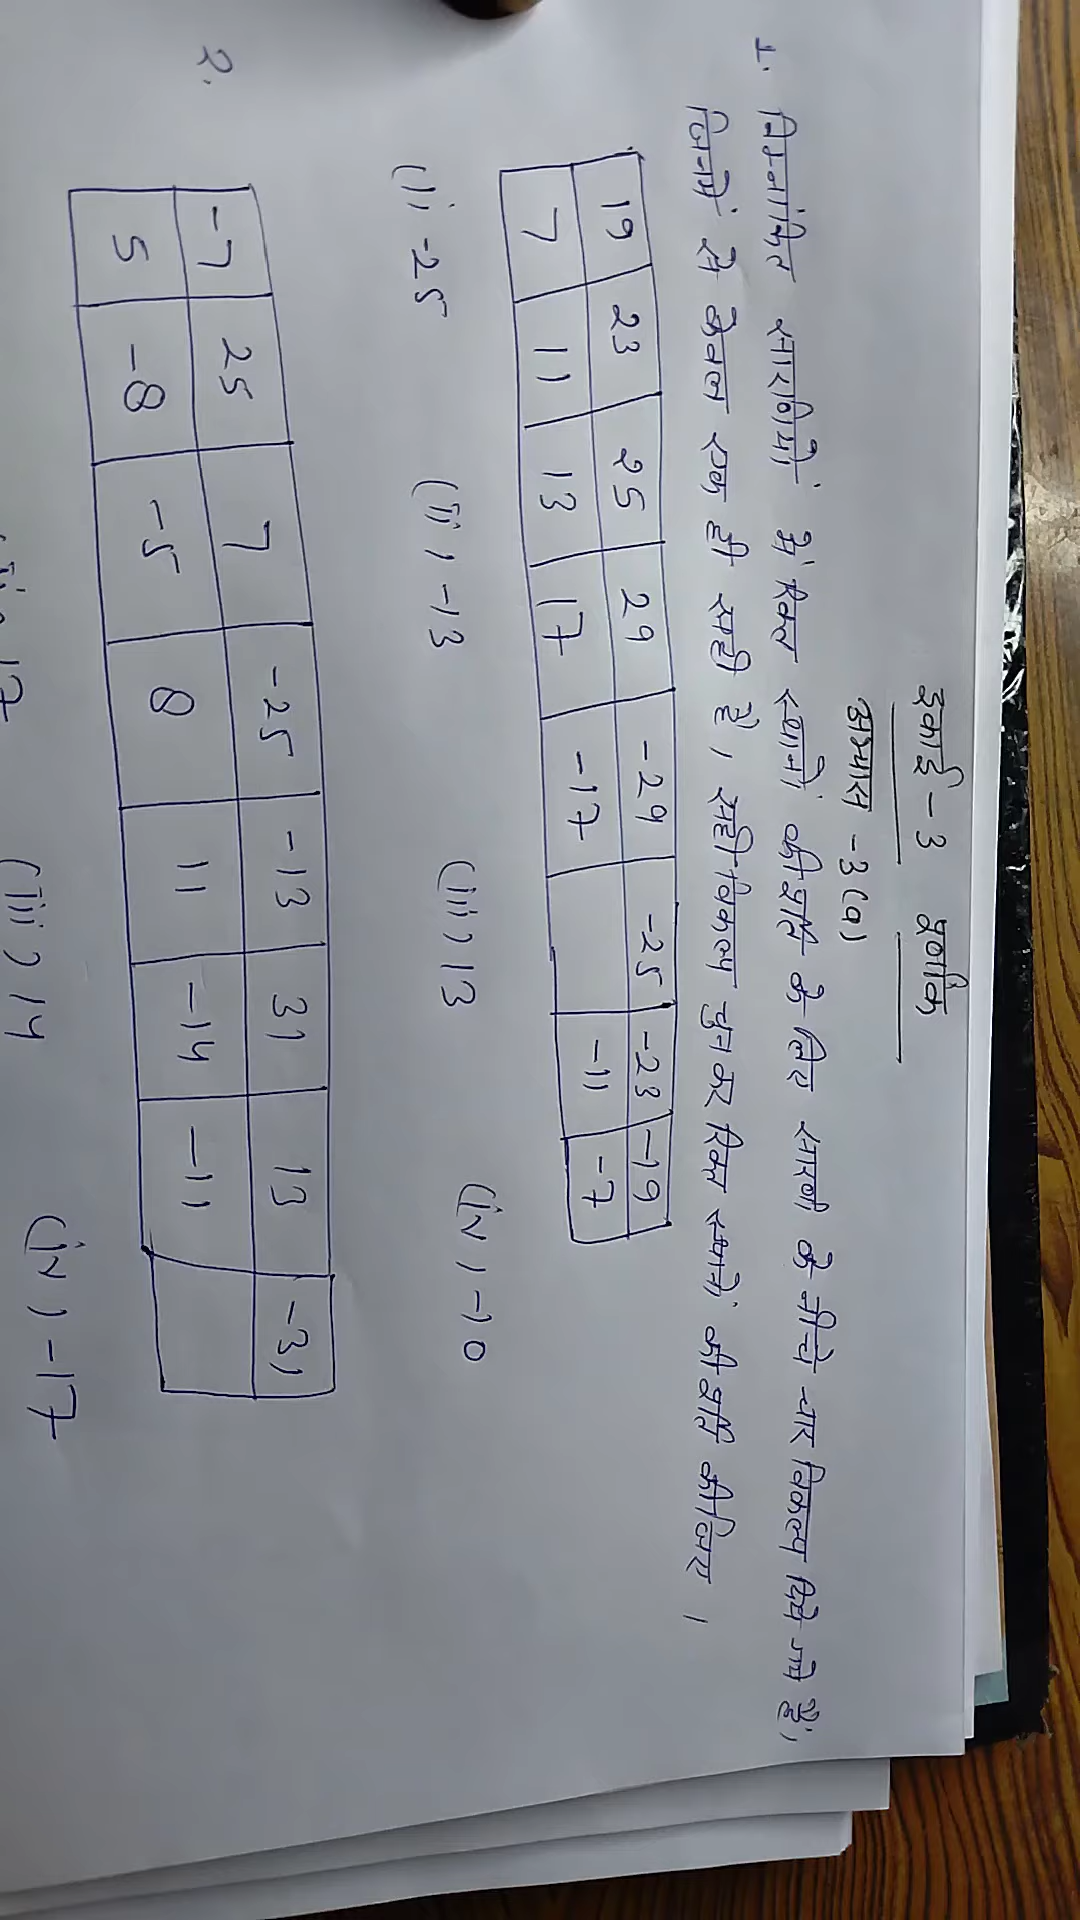 इकाई-3 पूर्णांक
अभ्यास -3(a)
1. निम्नांकित सारणियों में रिक्त स्थानों की पूर्ति के लिए सारणी के नीचे चार विकल्प दिये गये हैं,
जिनमें से केवल एक ही सही है। सही विकल्प चुनकर रिक्त स्थानों की पूर्ति कीजिए ।
19 23 25 29 -29 -25 -23 -19
7 11 13 17 -17 -11 -7
(i) -25 (ii) -13 (iii) 13 (iv) -10
2.
-7 25 7 -25 -13 31 13 -31
5 -8 -5 8 11 -14 -11
17 (iii) 14 (iv) -17